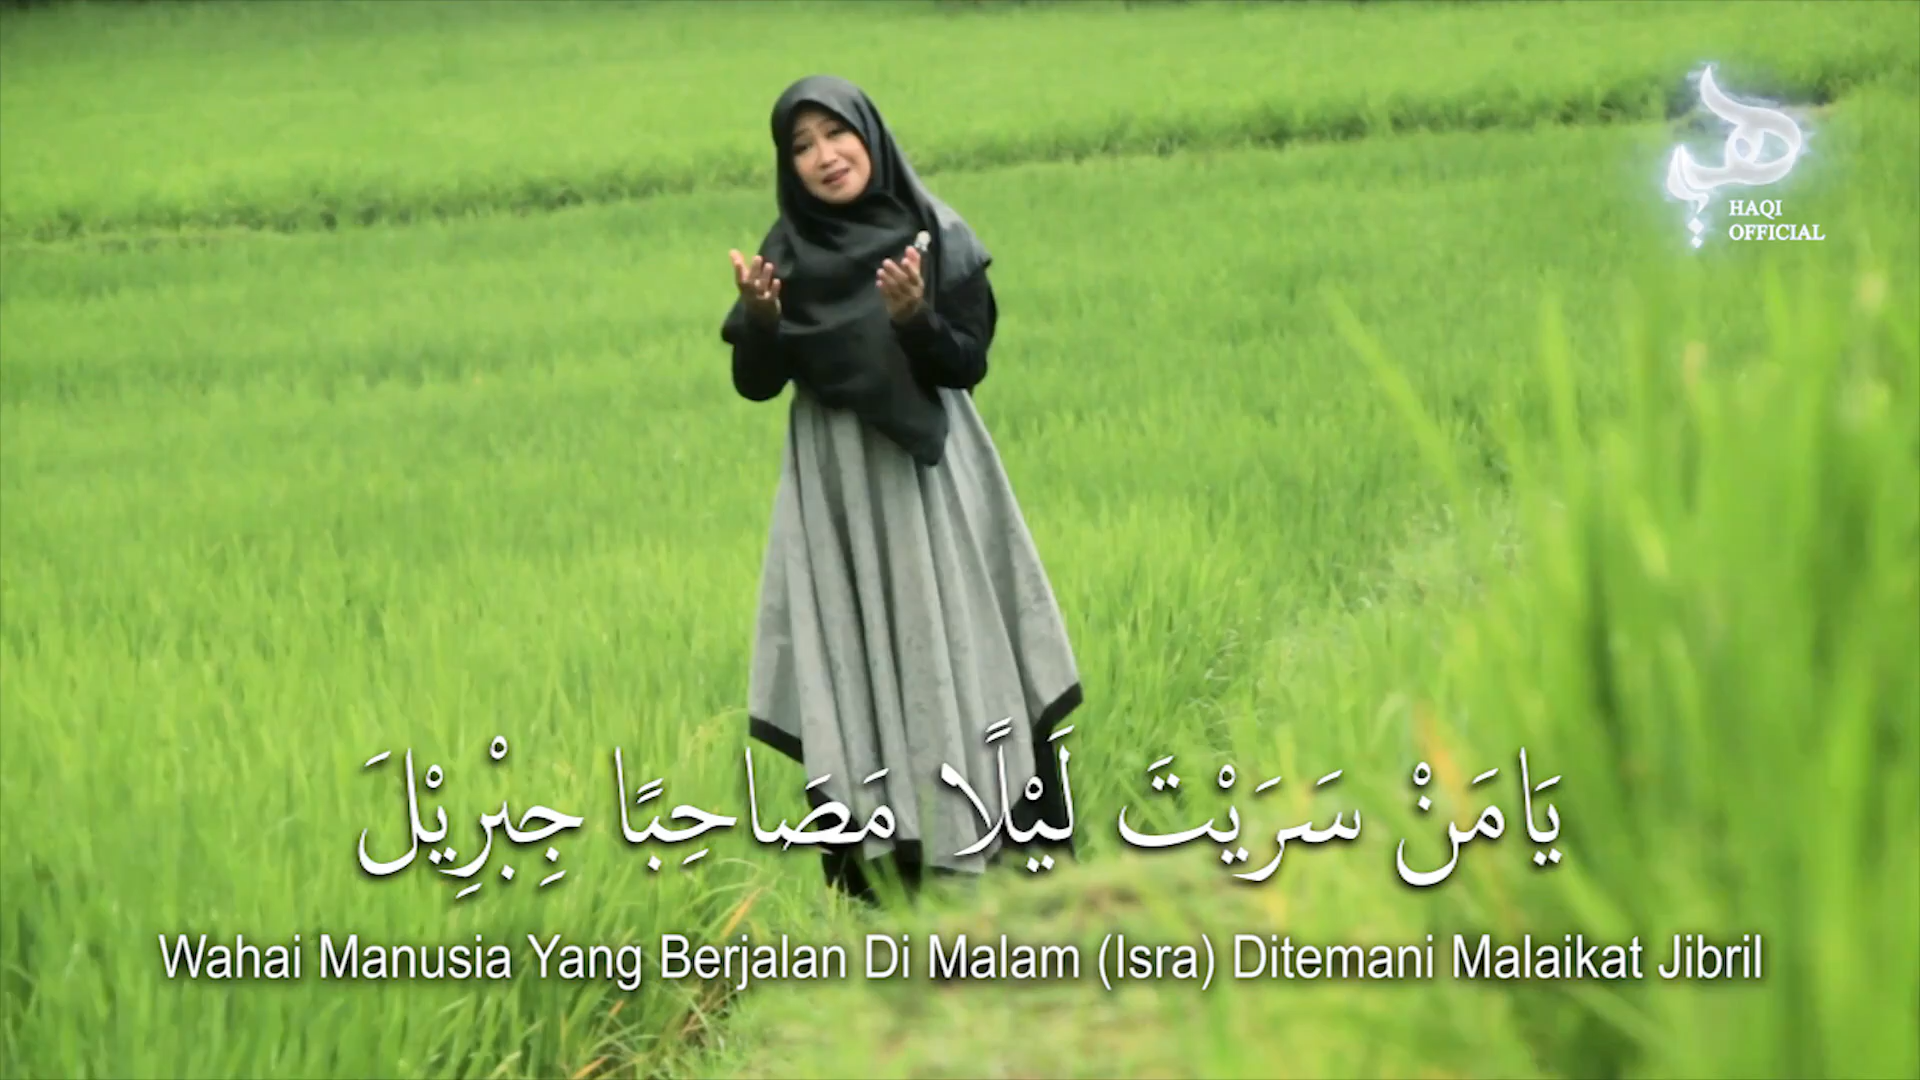 HAQI
OFFICIAL
يَامَنْ سَرَيْتَ لَيْلًا مَصَاحِبًا جِبْرِيْلَ
Wahai Manusia Yang Berjalan Di Malam (Isra) Ditemani Malaikat Jibril